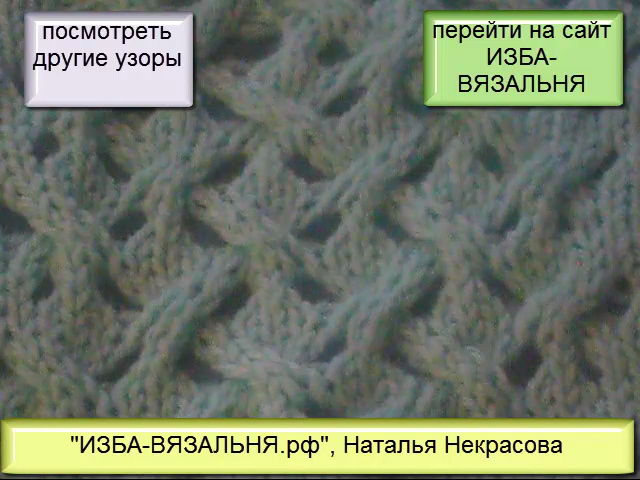 посмотреть
другие узоры
перейти на сайт
ИЗБА-
ВЯЗАЛЬНЯ
"ИЗБА-ВЯЗАЛЬНЯ.рф", Наталья Некрасова